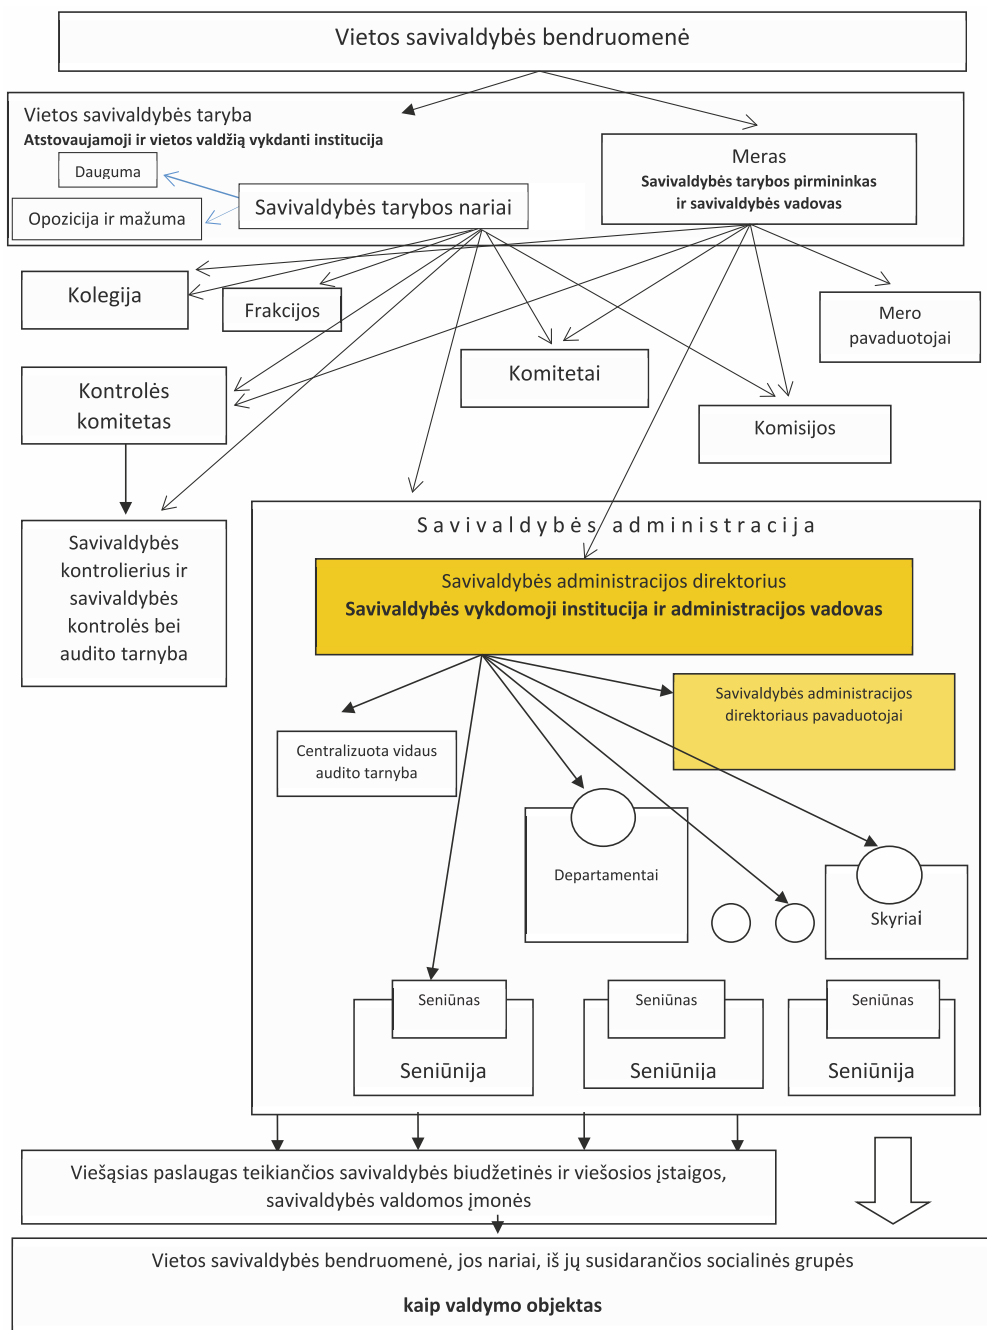 Vietos savivaldybės bendruomenė
Vietos savivaldybės taryba
Atstovaujamoji ir vietos valdžią vykdanti institucija
Dauguma
Opozicija ir mažuma
Savivaldybės tarybos nariai
Meras
Savivaldybės tarybos pirmininkas
ir savivaldybės vadovas
Kolegija
Frakcijos
Mero
pavaduotojai
Komitetai
Kontrolės
komitetas
Komisijos
Savivaldybės
kontrolierius ir
savivaldybės
kontrolės bei
audito tarnyba
Savivaldybės administracija
Savivaldybės administracijos direktorius
Savivaldybės vykdomoji institucija ir administracijos vadovas
Savivaldybės administracijos
direktoriaus pavaduotojai
Centralizuota vidaus
audito tarnyba
Departamentai
Skyriai
Seniūnas
Seniūnija
Seniūnas
Seniūnija
Seniūnas
Seniūnija
Viešąsias paslaugas teikiančios savivaldybės biudžetinės ir viešosios įstaigos,
savivaldybės valdomos įmonės
Vietos savivaldybės bendruomenė, jos nariai, iš jų susidarančios socialinės grupės
kaip valdymo objektas